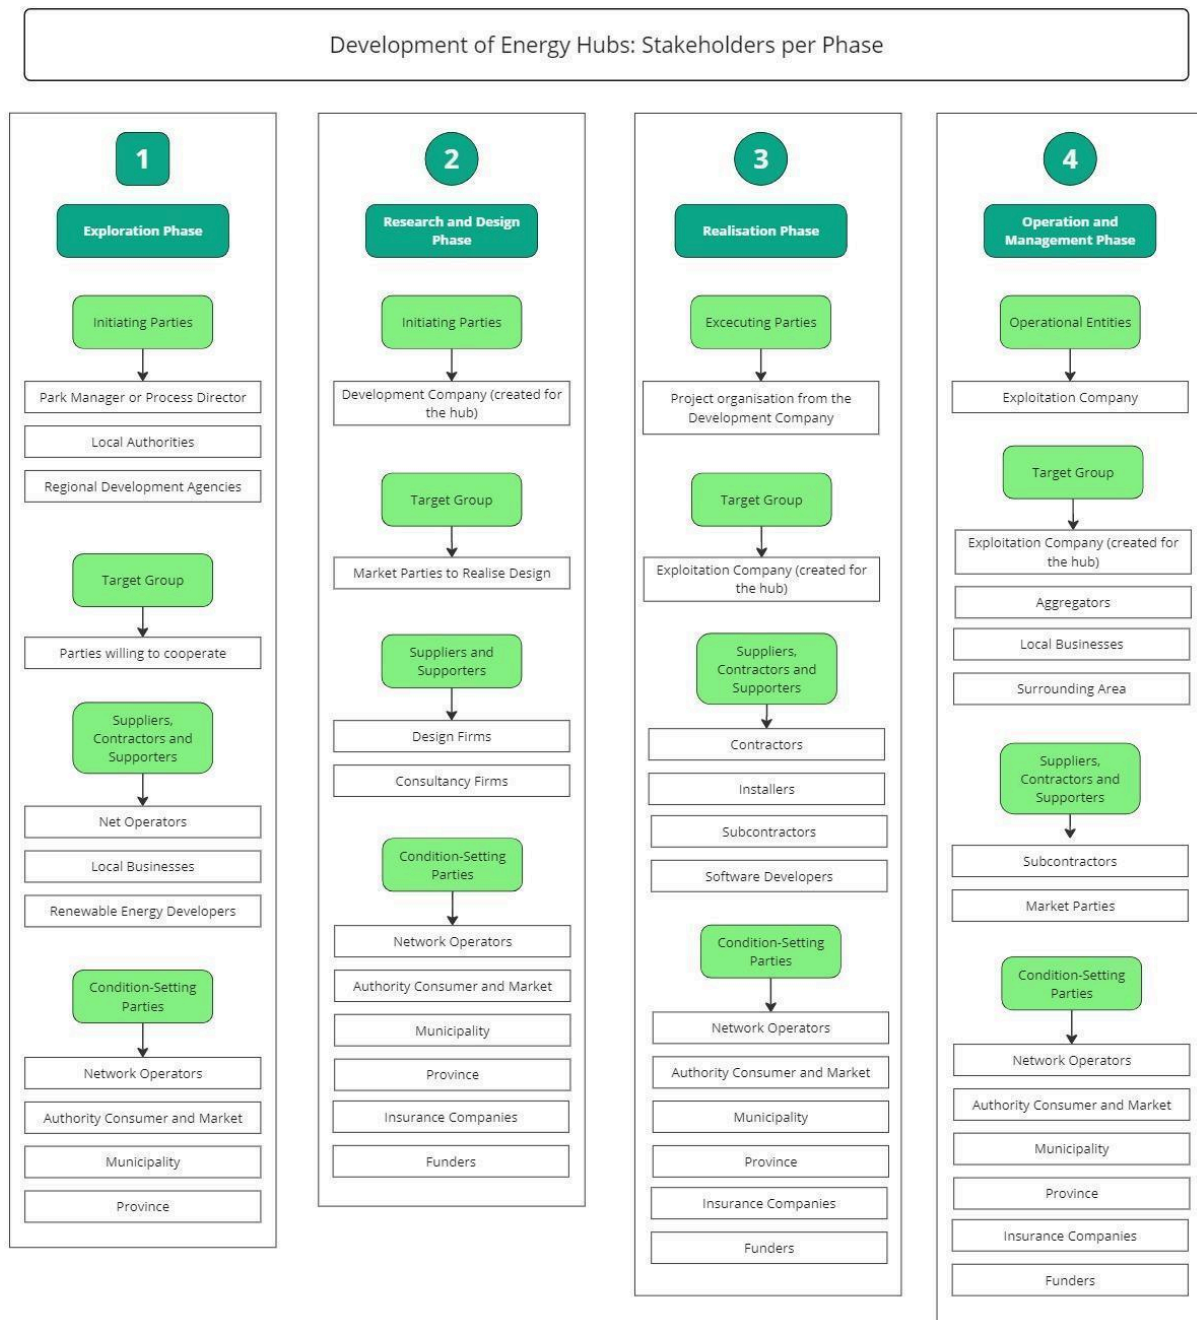 Development of Energy Hubs: Stakeholders per Phase
1
Exploration Phase
Initiating Parties
Park Manager or Process Director
Local Authorities
Regional Development Agencies
Target Group
Parties willing to cooperate
Suppliers,
Contractors and
Supporters
Net Operators
Local Businesses
Renewable Energy Developers
Condition-Setting
Parties
Network Operators
Authority Consumer and Market
Municipality
Province
2
Research and Design
Phase
Initiating Parties
Development Company (created for
the hub)
Target Group
Market Parties to Realise Design
Suppliers and
Supporters
Design Firms
Consultancy Firms
Condition-Setting
Parties
Network Operators
Authority Consumer and Market
Municipality
Province
Insurance Companies
Funders
3
Realisation Phase
Excecuting Parties
Project organisation from the
Development Company
Target Group
Exploitation Company (created for
the hub)
Suppliers,
Contractors and
Supporters
Contractors
Installers
Subcontractors
Software Developers
Condition-Setting
Parties
Network Operators
Authority Consumer and Market
Municipality
Province
Insurance Companies
Funders
4
Operation and
Management Phase
Operational Entities
Exploitation Company
Target Group
Exploitation Company (created for
the hub)
Aggregators
Local Businesses
Surrounding Area
Suppliers,
Contractors and
Supporters
Subcontractors
Market Parties
Condition-Setting
Parties
Network Operators
Authority Consumer and Market
Municipality
Province
Insurance Companies
Funders